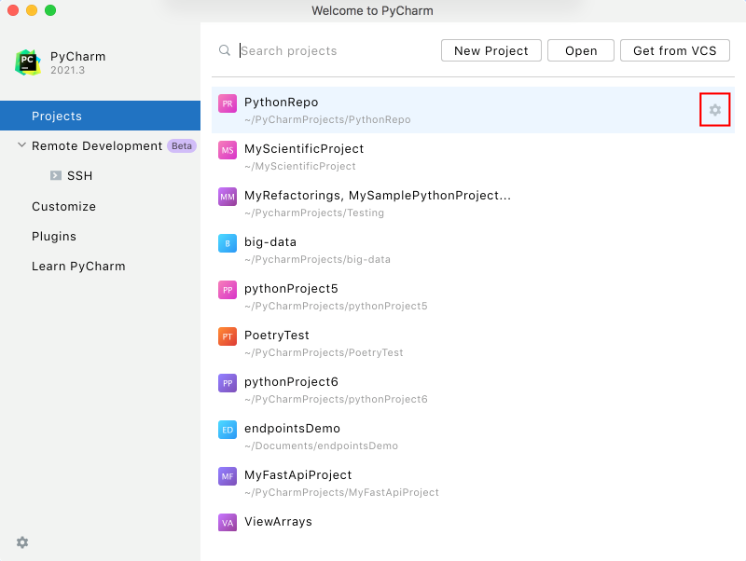 Welcome to PyCharm
PC
PyCharm
2021.3
Search projects
New Project
Open
Get from VCS
Projects
Remote Development Beta
SSH
Customize
Plugins
Learn PyCharm
PR PythonRepo
~/PyCharmProjects/PythonRepo
MS MyScientificProject
~/MyScientificProject
MM MyRefactorings, MySamplePythonProject...
~/PycharmProjects/Testing
B big-data
~/PycharmProjects/big-data
PP pythonProject5
~/PyCharmProjects/pythonProject5
PT PoetryTest
~/PyCharmProjects/PoetryTest
PP pythonProject6
~/PyCharmProjects/pythonProject6
ED endpointsDemo
~/Documents/endpointsDemo
MF MyFastApiProject
~/PyCharmProjects/MyFastApiProject
VA ViewArrays